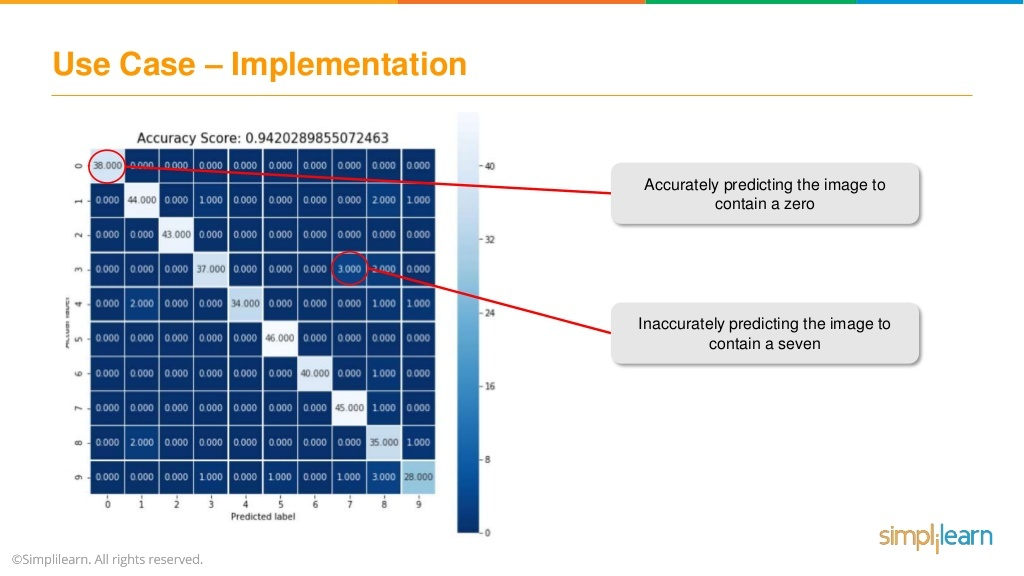 Use Case – Implementation
Accuracy Score: 0.9420289855072463
0 38.000 0.000 0.000 0.000 0.000 0.000 0.000 0.000 0.000 0.000
1 0.000 44.000 0.000 1.000 0.000 0.000 0.000 0.000 2.000 1.000
2 0.000 0.000 43.000 0.000 0.000 0.000 0.000 0.000 0.000 0.000
3 0.000 0.000 0.000 37.000 0.000 0.000 0.000 3.000 2.000 0.000
4 0.000 2.000 0.000 0.000 34.000 0.000 0.000 0.000 1.000 1.000
5 0.000 0.000 0.000 0.000 0.000 46.000 0.000 0.000 0.000 0.000
6 0.000 0.000 0.000 0.000 0.000 0.000 40.000 0.000 1.000 0.000
7 0.000 0.000 0.000 0.000 0.000 0.000 0.000 45.000 1.000 0.000
8 0.000 2.000 0.000 0.000 0.000 0.000 0.000 0.000 35.000 1.000
9 0.000 0.000 0.000 1.000 0.000 1.000 0.000 1.000 3.000 28.000
0 1 2 3 4 5 6 7 8 9
Predicted label
40
32
24
16
8
0
Accurately predicting the image to
contain a zero
Inaccurately predicting the image to
contain a seven
simplilearn
©Simplilearn. All rights reserved.